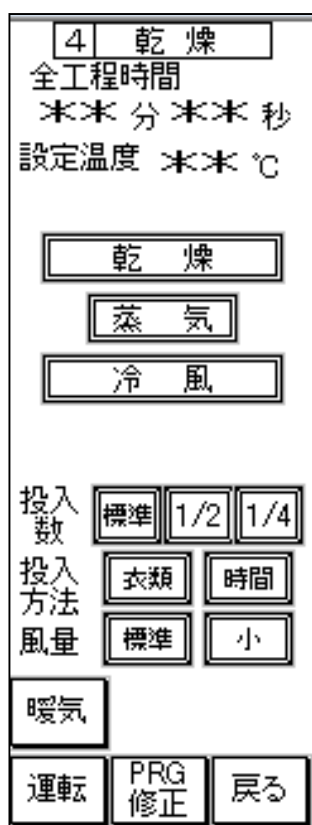 4 乾 燥
全工程時間
** 分 ** 秒
設定温度 ** ℃
乾 燥
蒸 気
冷 風
投入数 標準 1/2 1/4
投入方法 衣類 時間
風量 標準 小
暖気
運転 PRG修正 戻る